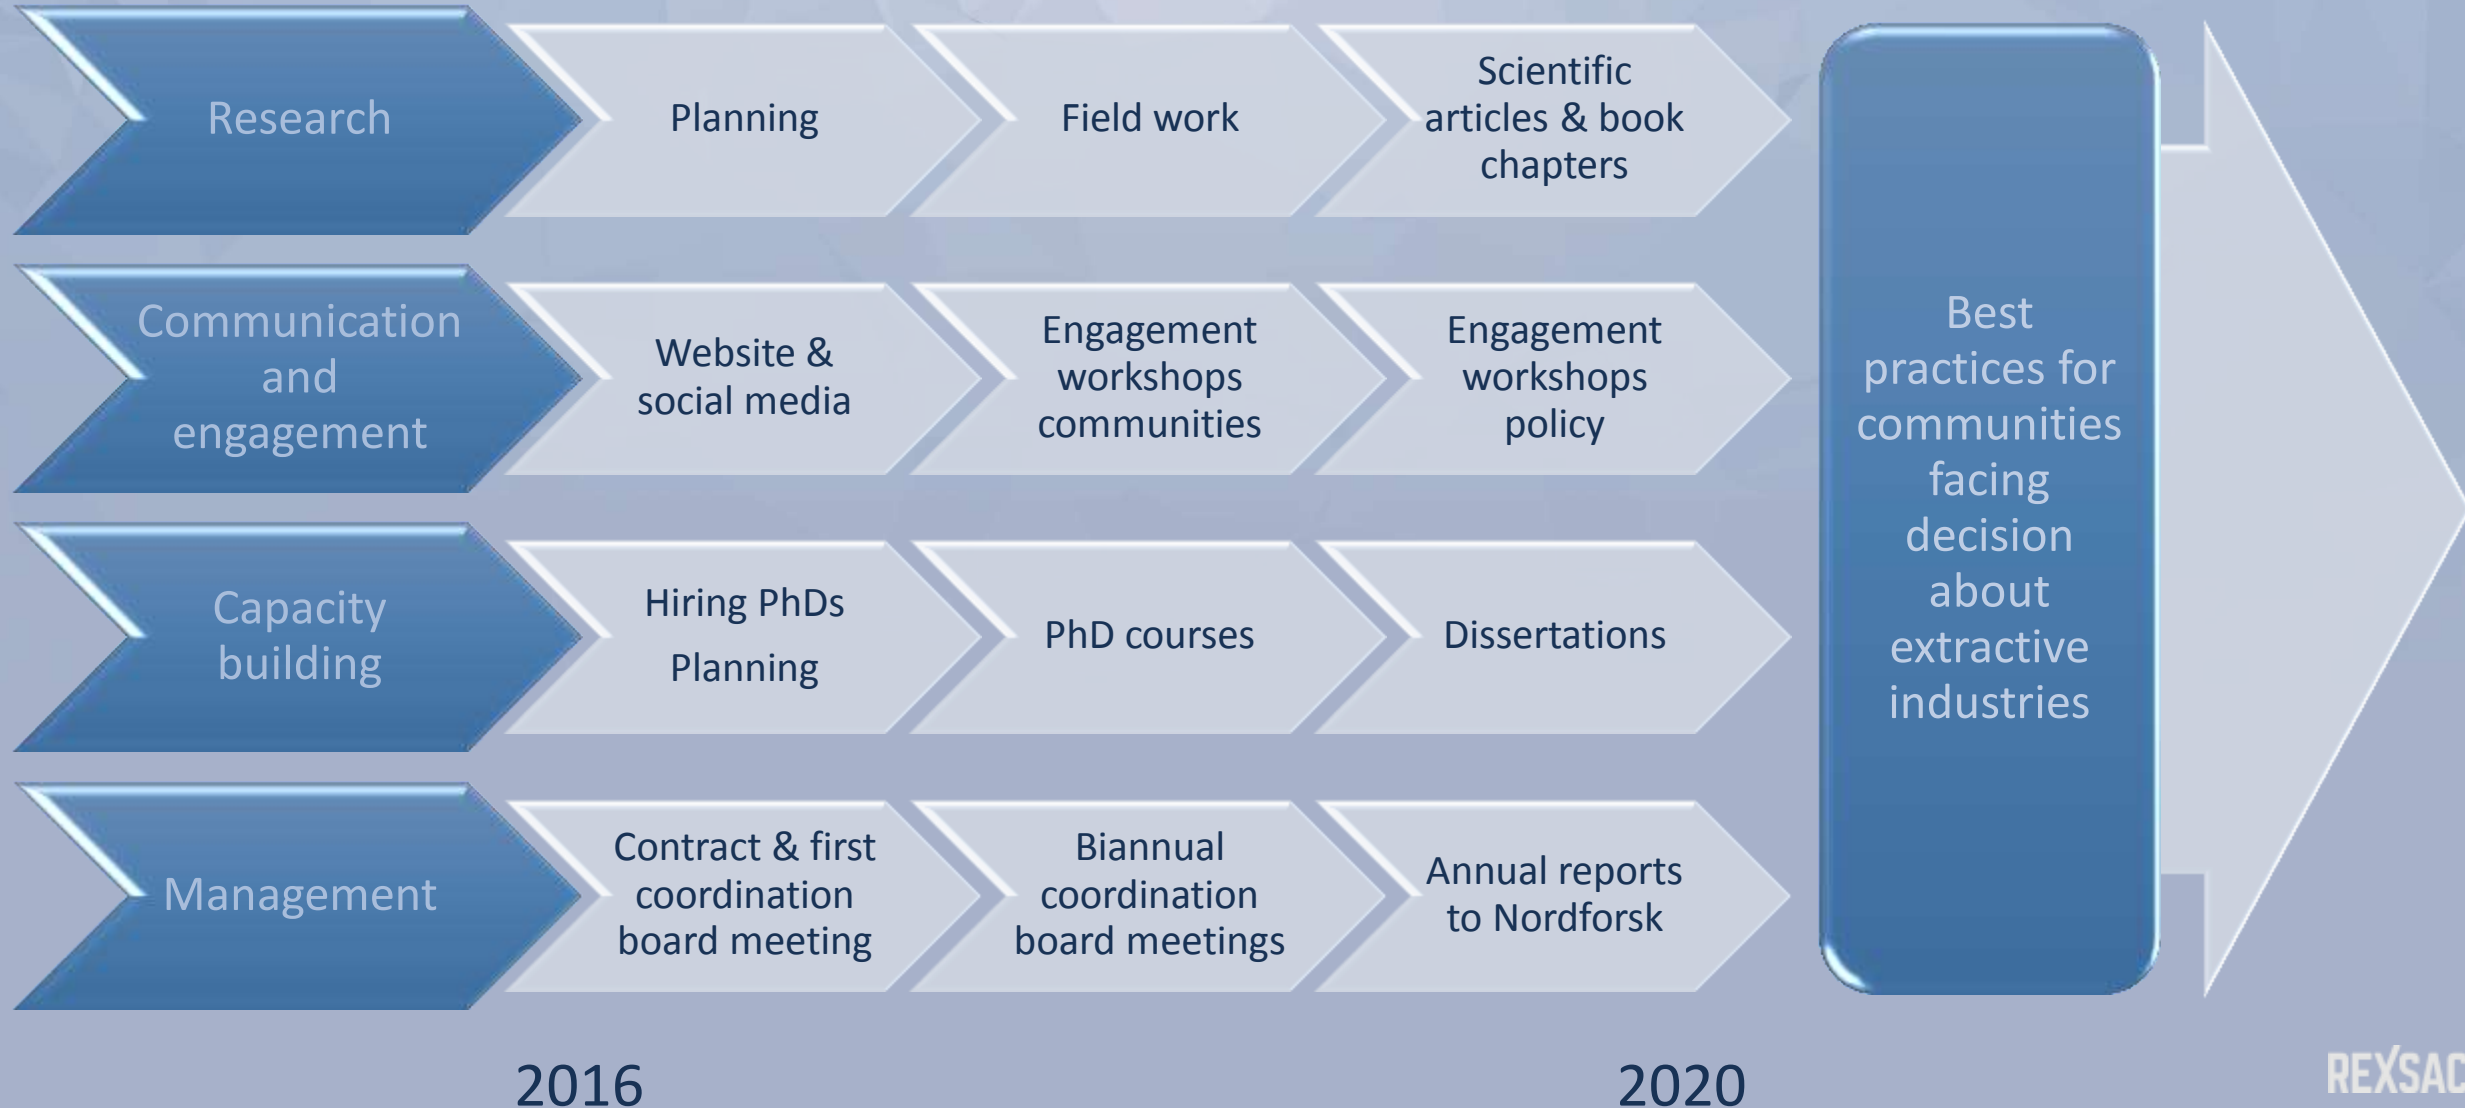 Research
Planning
Field work
Scientific
articles & book
chapters
Communication
and
engagement
Website &
social media
Engagement
workshops
communities
Engagement
workshops
policy
Capacity
building
Hiring PhDs
Planning
PhD courses
Dissertations
Management
Contract & first
coordination
board meeting
Biannual
coordination
board meetings
Annual reports
to Nordforsk
Best
practices for
communities
facing
decision
about
extractive
industries
2016
2020
REXSAC